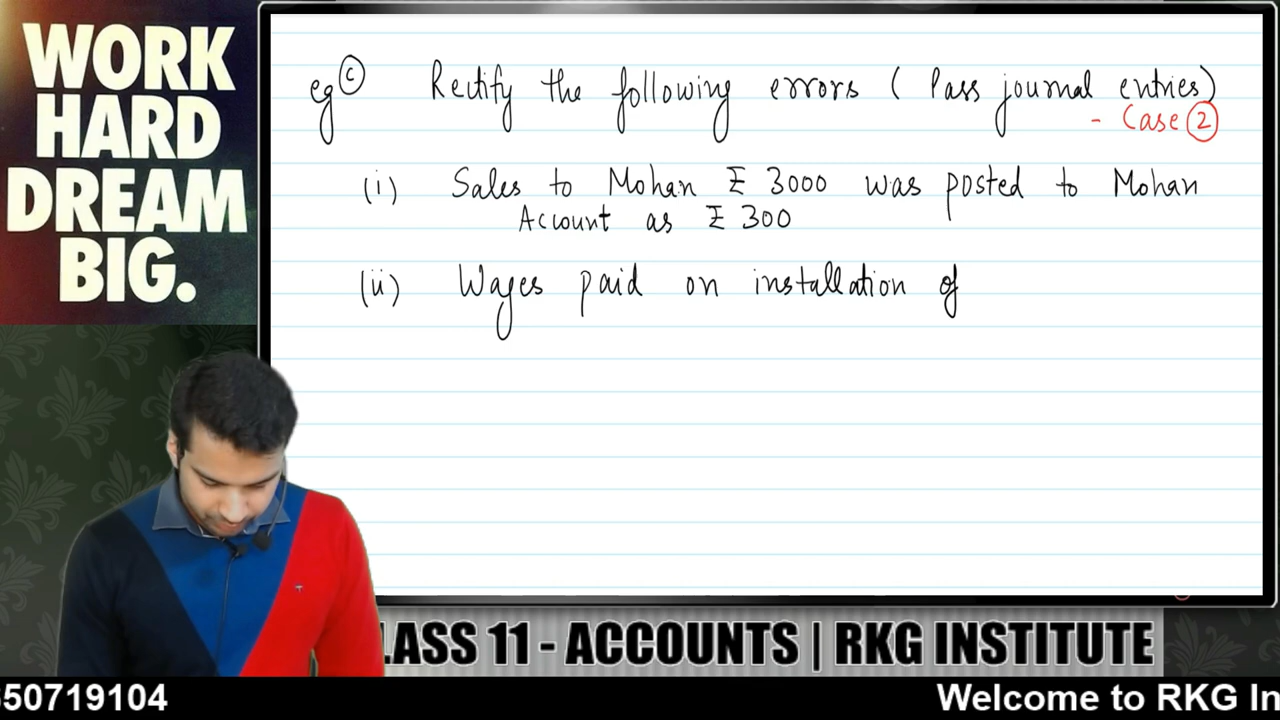 WORK
HARD
DREAM
BIG.
eg (c) Rectify the following errors ( Pass journal entries)
- Case (2)
(i) Sales to Mohan ₹ 3000 was posted to Mohan
Account as ₹ 300
(ii) Wages paid on installation of
LASS 11 - ACCOUNTS | RKG INSTITUTE
50719104
Welcome to RKG In